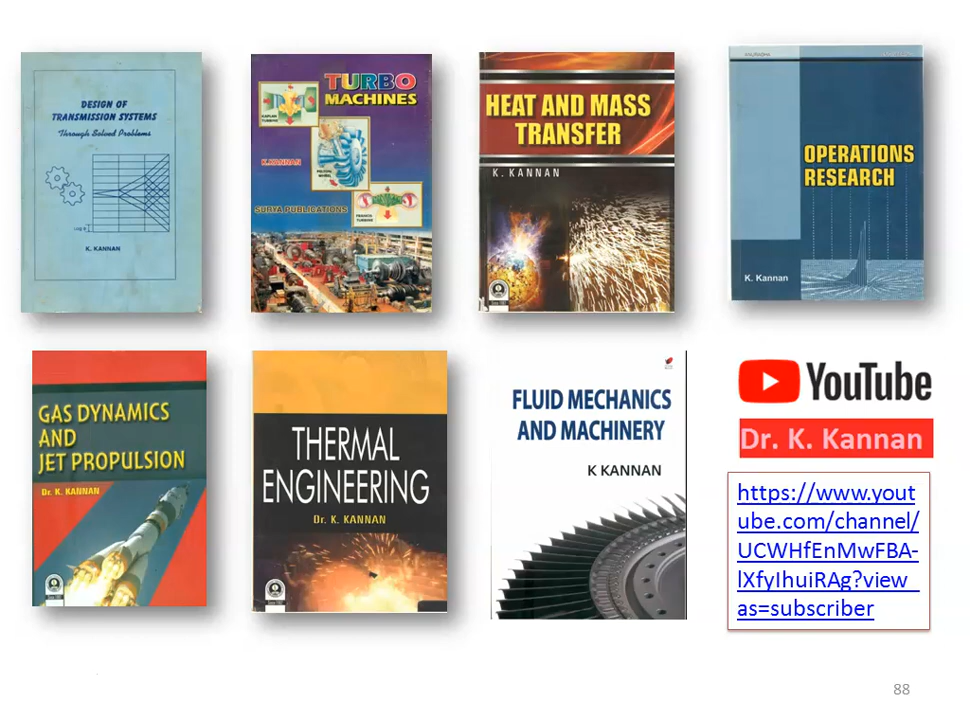 DESIGN OF
TRANSMISSION SYSTEMS
Through Solved Problems
K. KANNAN
TURBO
MACHINES
K.KANNAN
SURYA PUBLICATIONS
HEAT AND MASS
TRANSFER
K. KANNAN
OPERATIONS
RESEARCH
K. Kannan
GAS DYNAMICS
AND
JET PROPULSION
Dr. K. KANNAN
THERMAL
ENGINEERING
Dr. K. KANNAN
FLUID MECHANICS
AND MACHINERY
K KANNAN
YouTube
Dr. K. Kannan
https://www.yout
ube.com/channel/
UCWHfEnMwFBA-
lXfyIhuiRAg?view_
as=subscriber
88